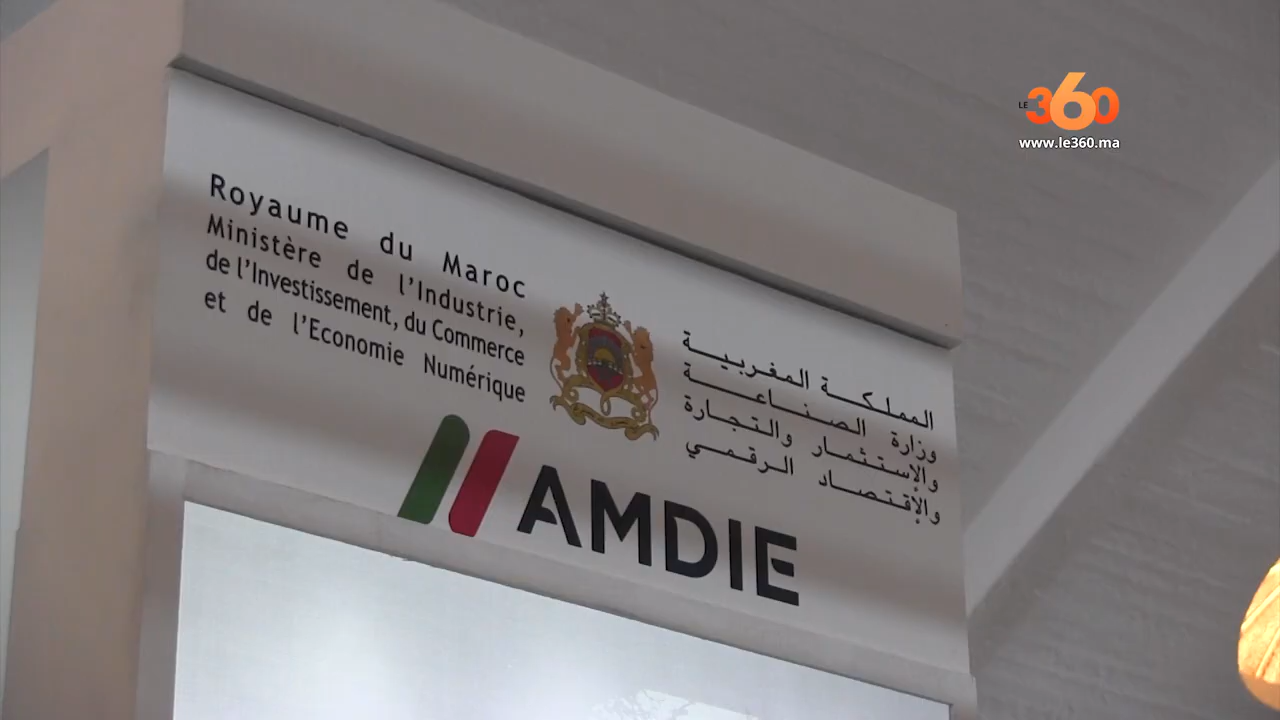 LE 360
www.le360.ma
Royaume du Maroc
Ministère de l'Industrie,
de l'Investissement, du Commerce
et de l'Economie Numérique
المملكة المغربية
وزارة الصناعة
والإستثمار والتجارة
والإقتصاد الرقمي
AMDIE